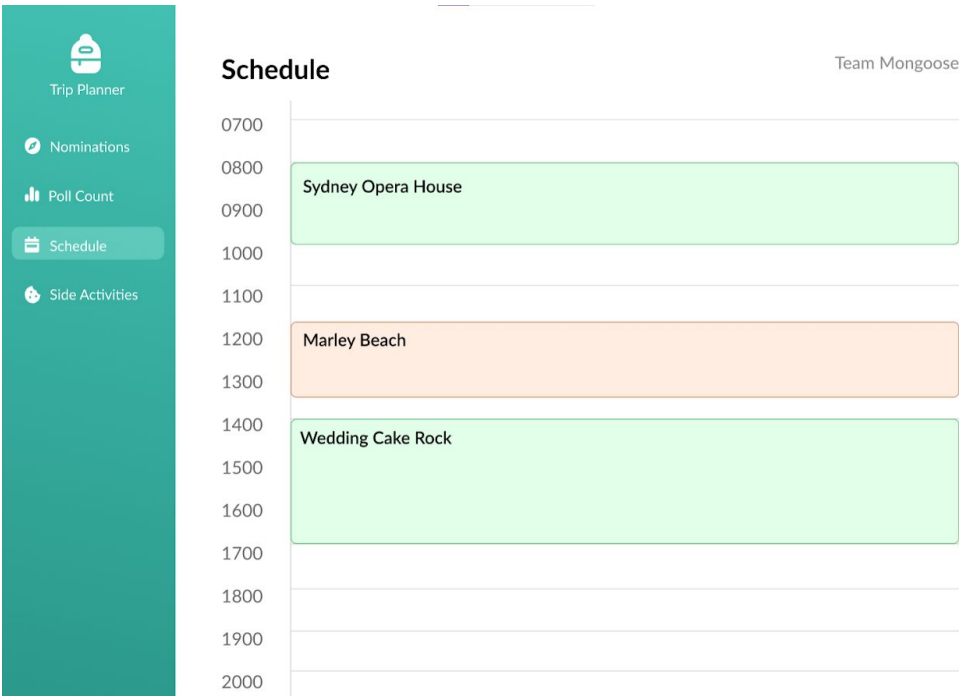 Trip Planner
Nominations
Poll Count
Schedule
Side Activities
Schedule
Team Mongoose
0700
0800
Sydney Opera House
0900
1000
1100
1200
Marley Beach
1300
1400
Wedding Cake Rock
1500
1600
1700
1800
1900
2000